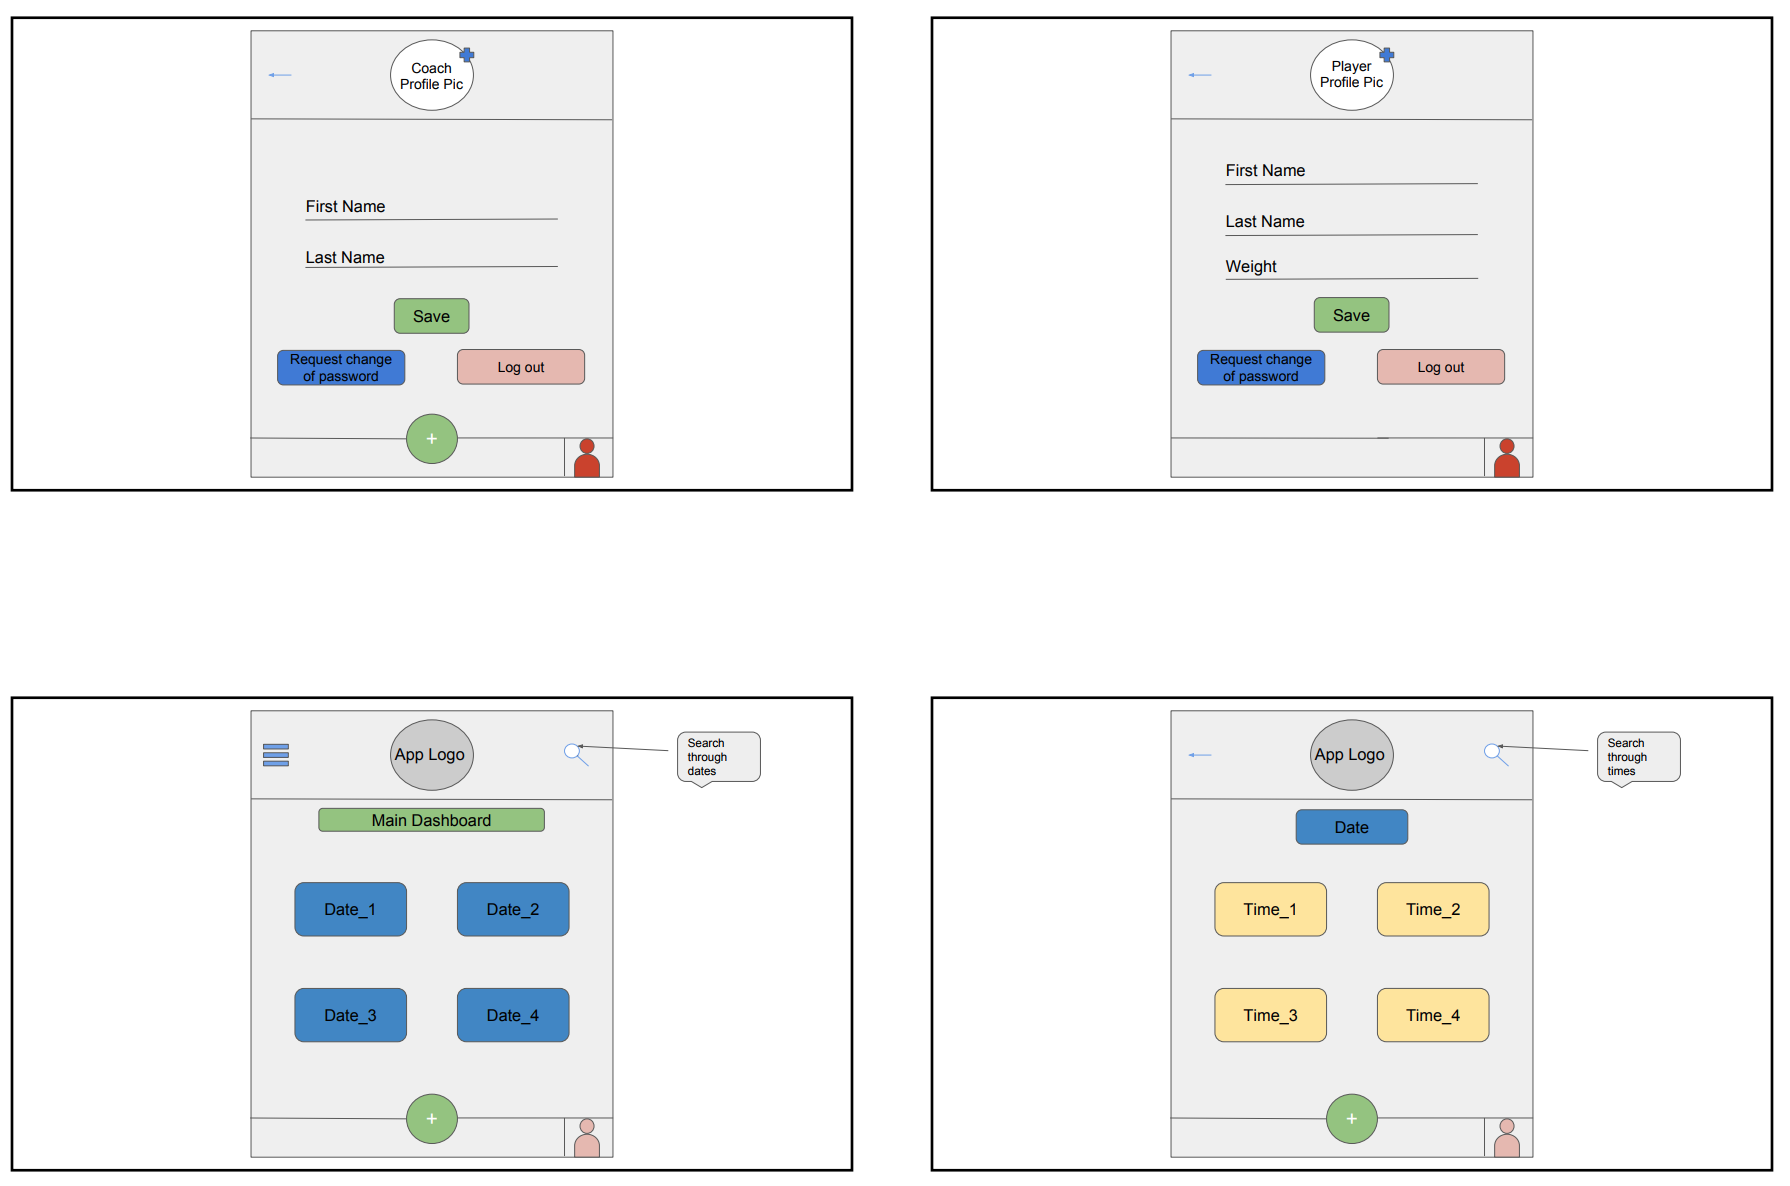 Coach
Profile Pic
First Name
Last Name
Save
Request change
of password
Log out
+
Player
Profile Pic
First Name
Last Name
Weight
Save
Request change
of password
Log out
App Logo
Search
through
dates
Main Dashboard
Date_1
Date_2
Date_3
Date_4
+
App Logo
Search
through
times
Date
Time_1
Time_2
Time_3
Time_4
+